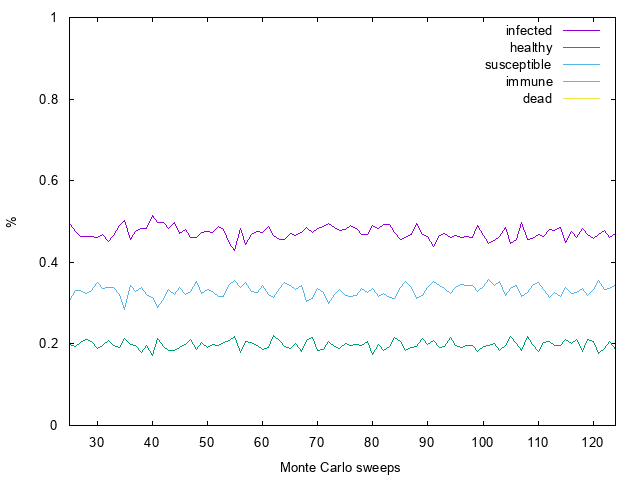 1
infected
healthy
susceptible
immune
dead
0.8
0.6
%
0.4
0.2
0
30 40 50 60 70 80 90 100 110 120
Monte Carlo sweeps